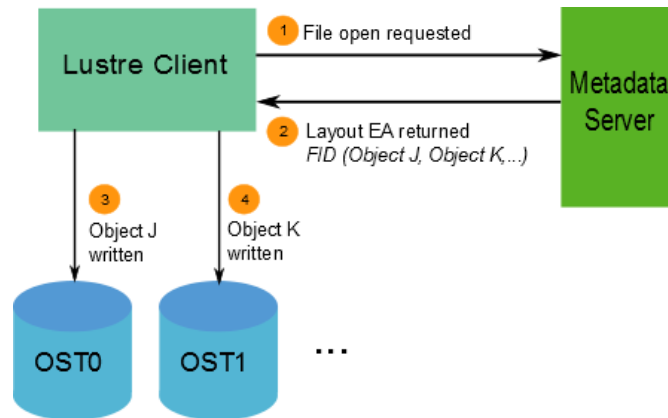 1 File open requested
Lustre Client
Metadata
Server
2 Layout EA returned
FID (Object J, Object K,...)
3
Object J
written
4
Object K
written
OST0
OST1
...